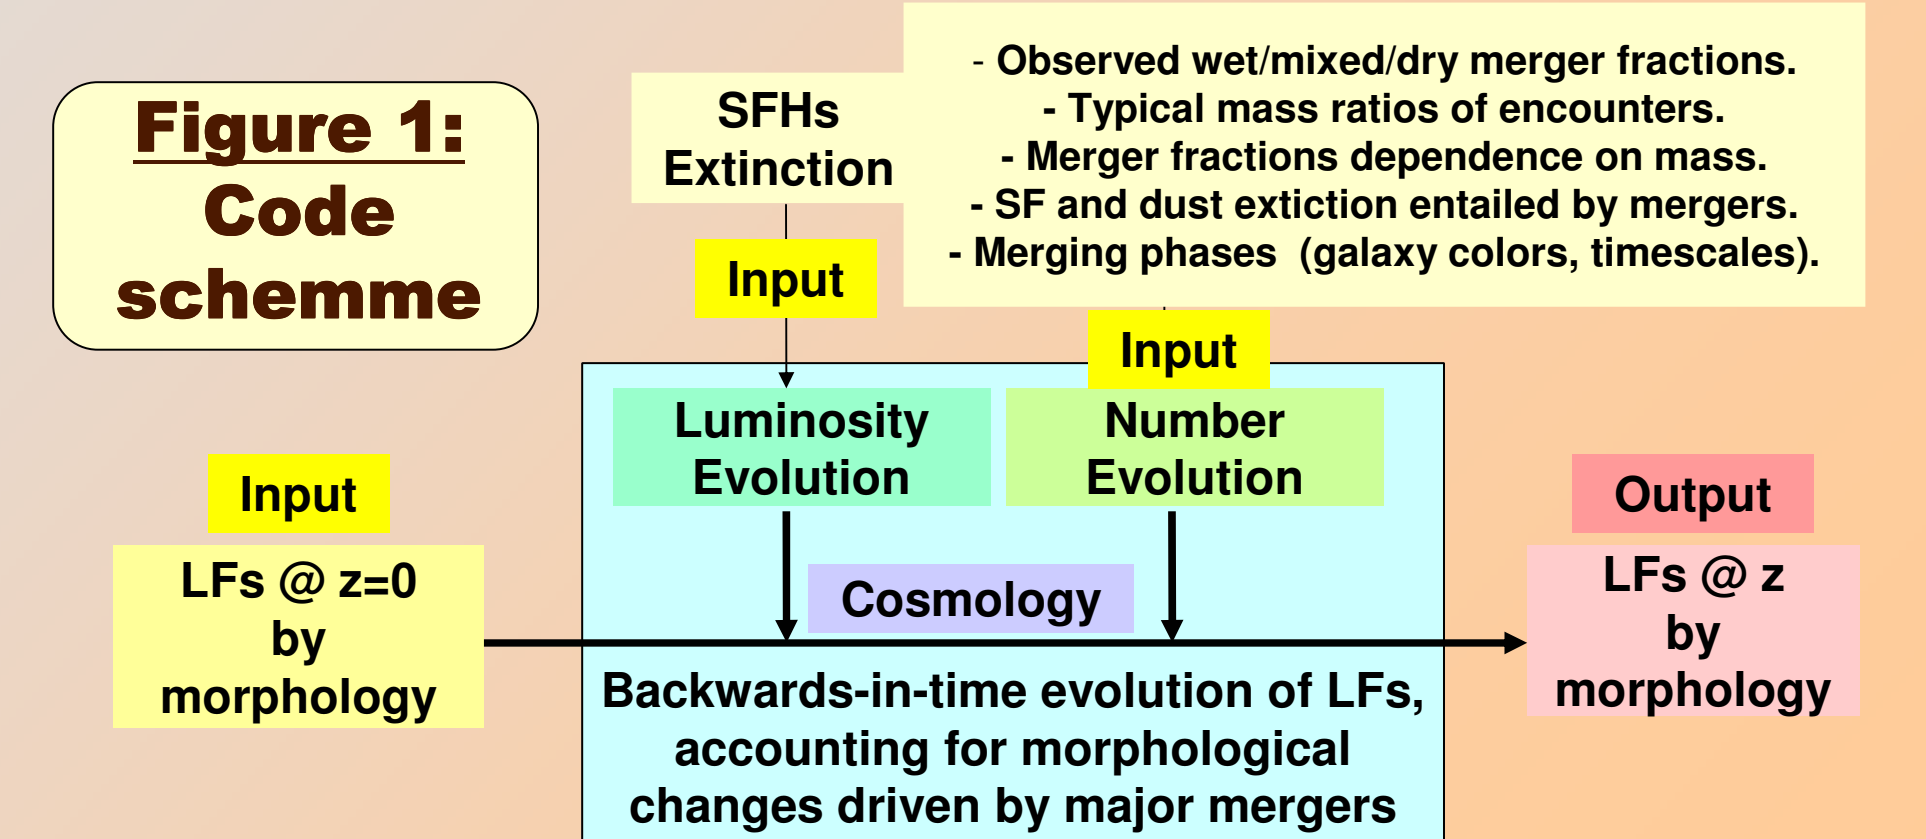 Figure 1:
Code
schemme
SFHs
Extinction
- Observed wet/mixed/dry merger fractions.
- Typical mass ratios of encounters.
- Merger fractions dependence on mass.
- SF and dust extiction entailed by mergers.
- Merging phases  (galaxy colors, timescales).
Input
Input
Luminosity
Evolution
Number
Evolution
Input
LFs @ z=0
by
morphology
Cosmology
Backwards-in-time evolution of LFs,
accounting for morphological
changes driven by major mergers
Output
LFs @ z
by
morphology